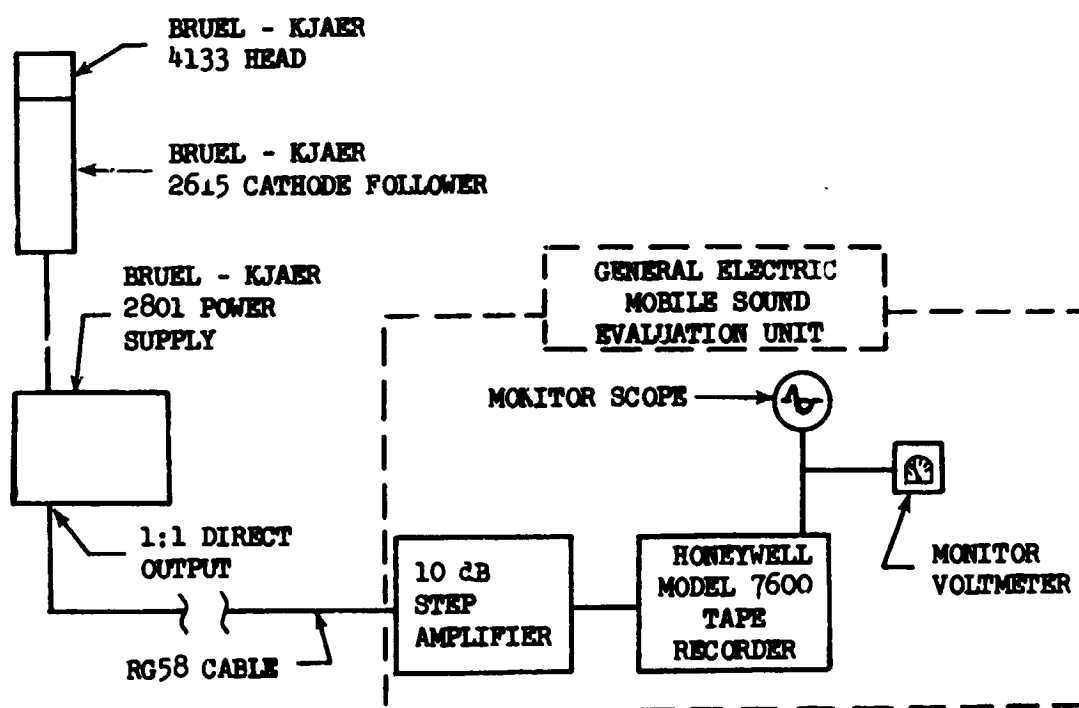 BRUEL - KJAER
4133 HEAD
BRUEL - KJAER
2615 CATHODE FOLLOWER
BRUEL - KJAER
2801 POWER
SUPPLY
GENERAL ELECTRIC
MOBILE SOUND
EVALUATION UNIT
MONITOR SCOPE
1:1 DIRECT
OUTPUT
10 dB
STEP
AMPLIFIER
HONEYWELL
MODEL 7600
TAPE
RECORDER
MONITOR
VOLTMETER
RG58 CABLE